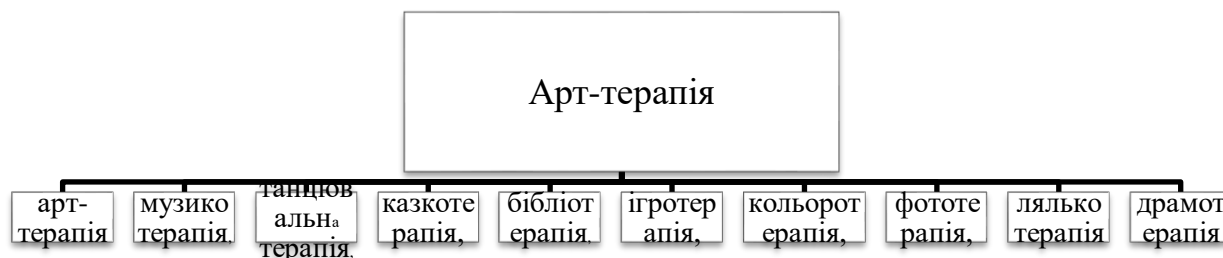 Арт-терапія
арт-
терапія
музико
терапія,
танцюв
альна
терапія,
казкоте
рапія,
бібліот
ерапія,
ігротер
апія,
кольорот
ерапія,
фототе
рапія,
лялько
терапія
драмот
ерапія